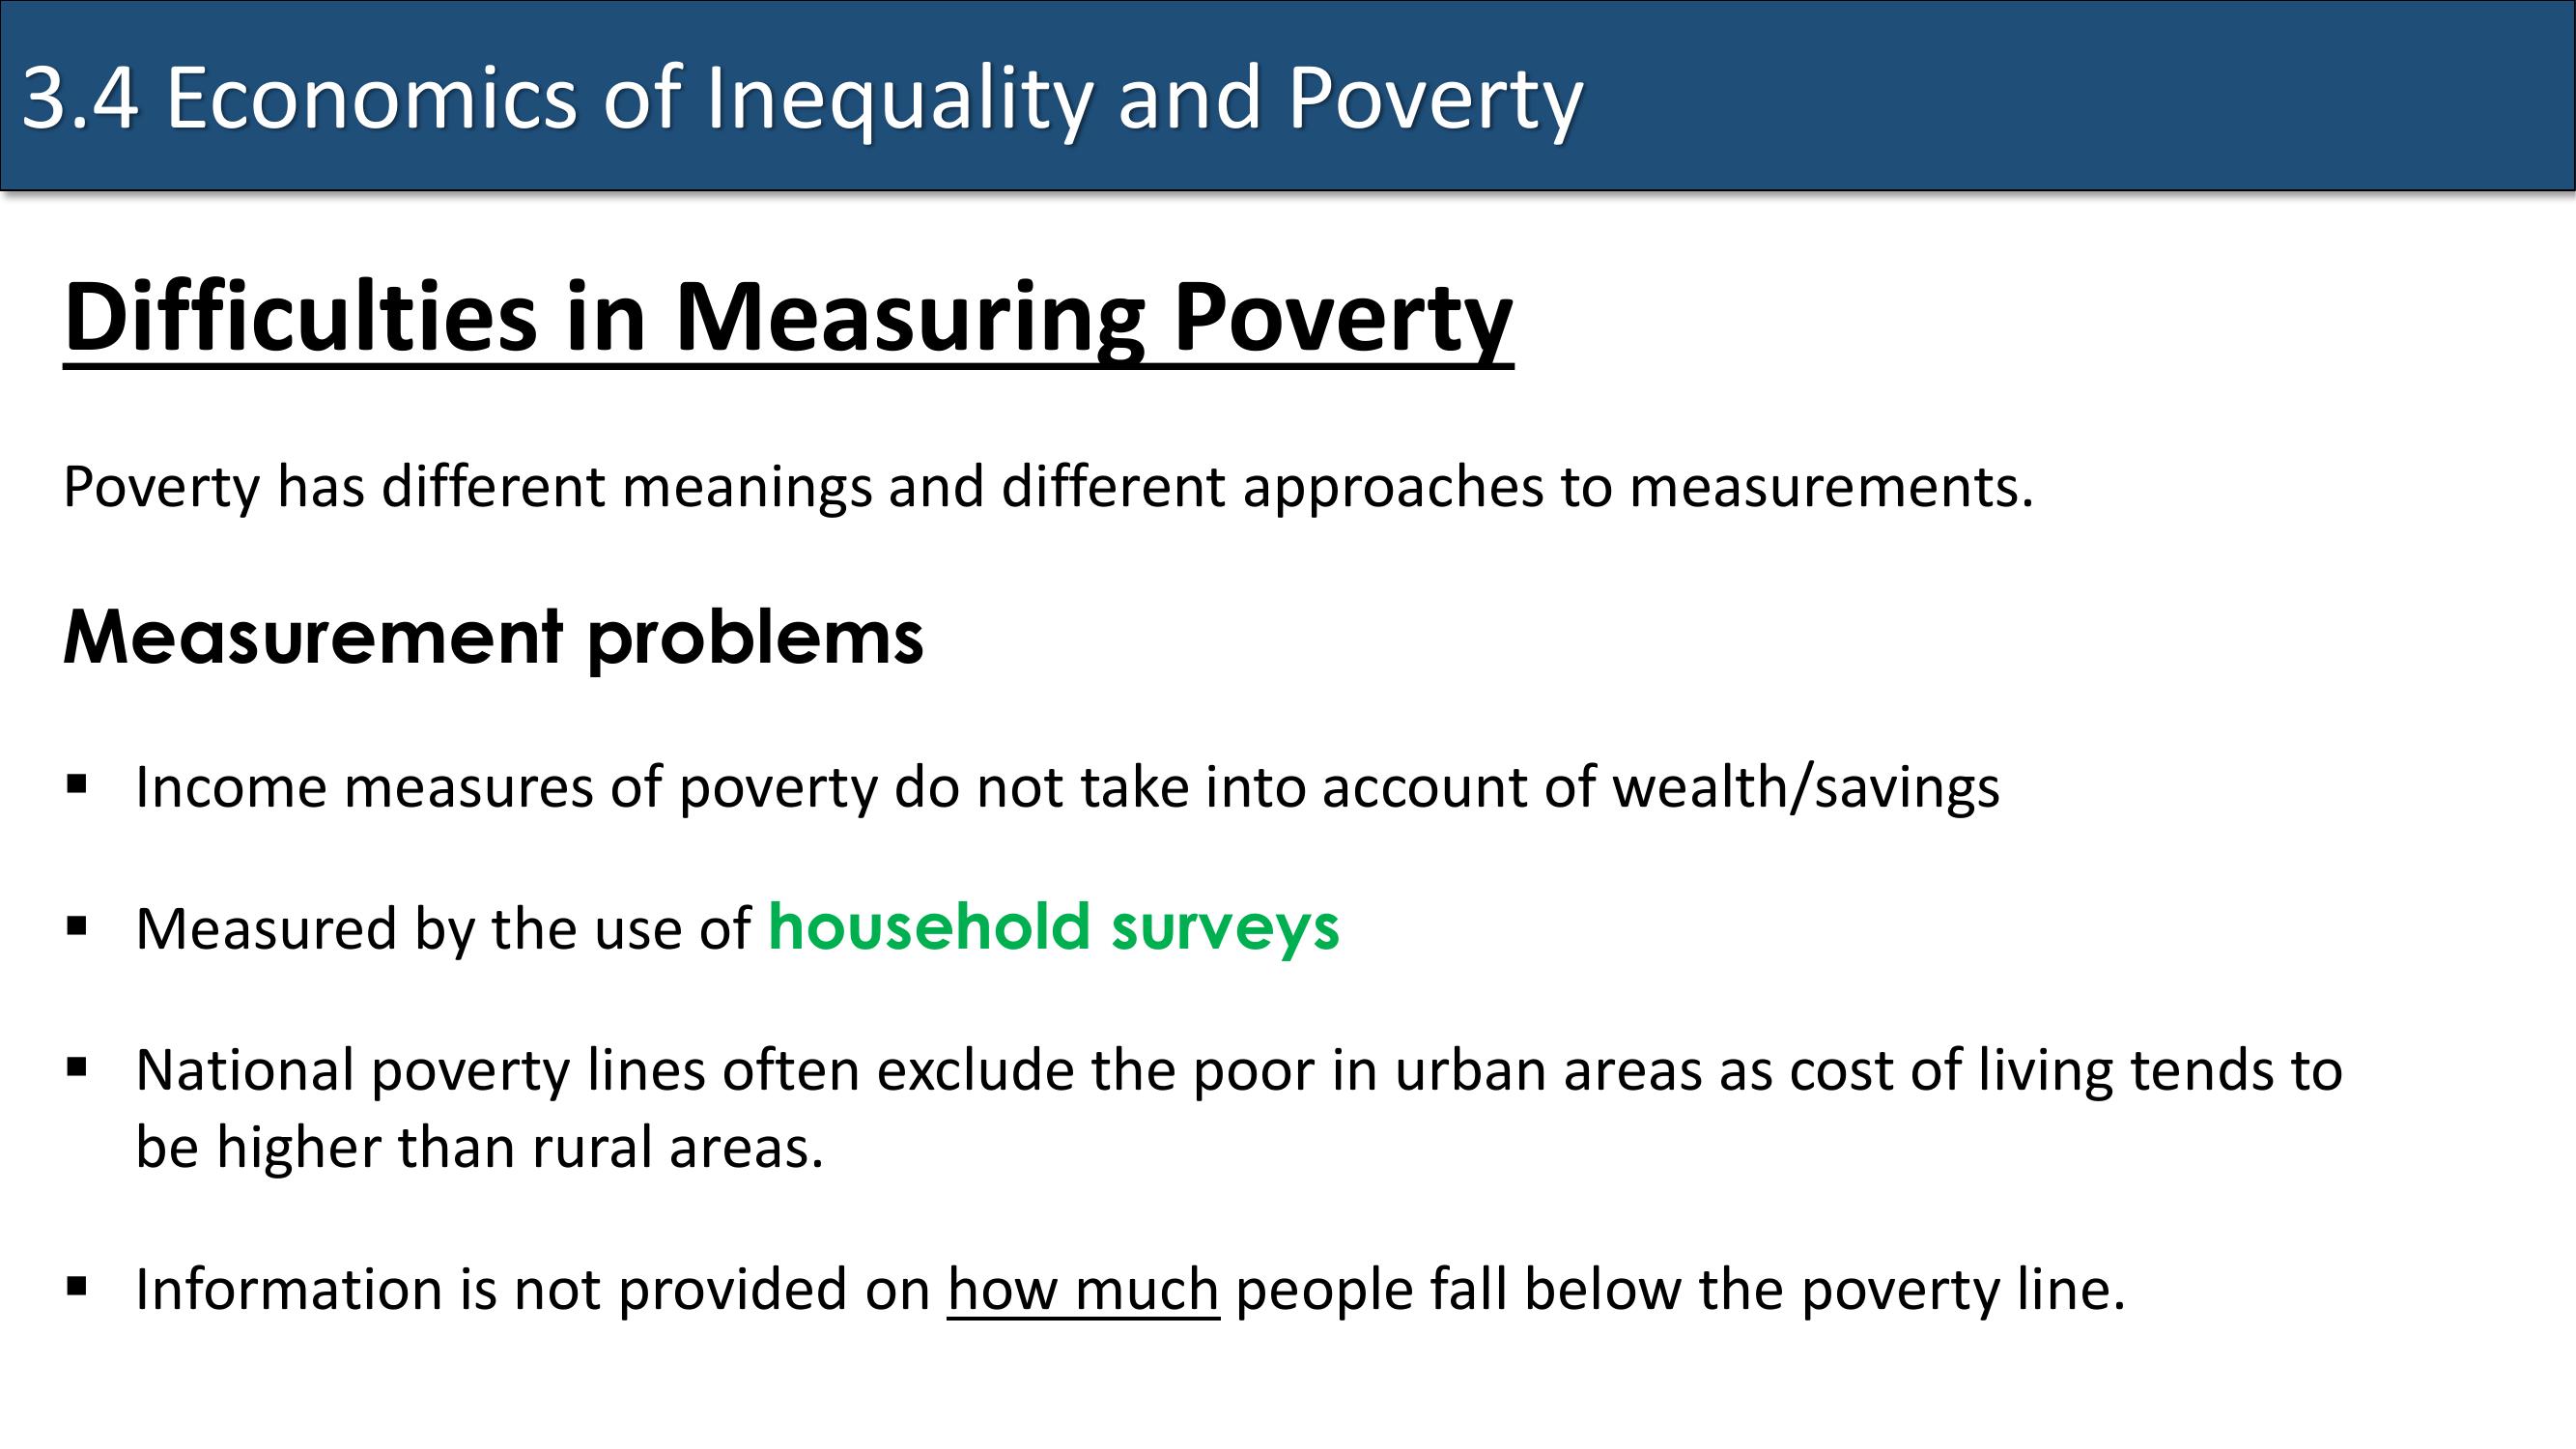 3.4 Economics of Inequality and Poverty
Difficulties in Measuring Poverty
Poverty has different meanings and different approaches to measurements.
Measurement problems
▪ Income measures of poverty do not take into account of wealth/savings
▪ Measured by the use of household surveys
▪ National poverty lines often exclude the poor in urban areas as cost of living tends to
be higher than rural areas.
▪ Information is not provided on how much people fall below the poverty line.